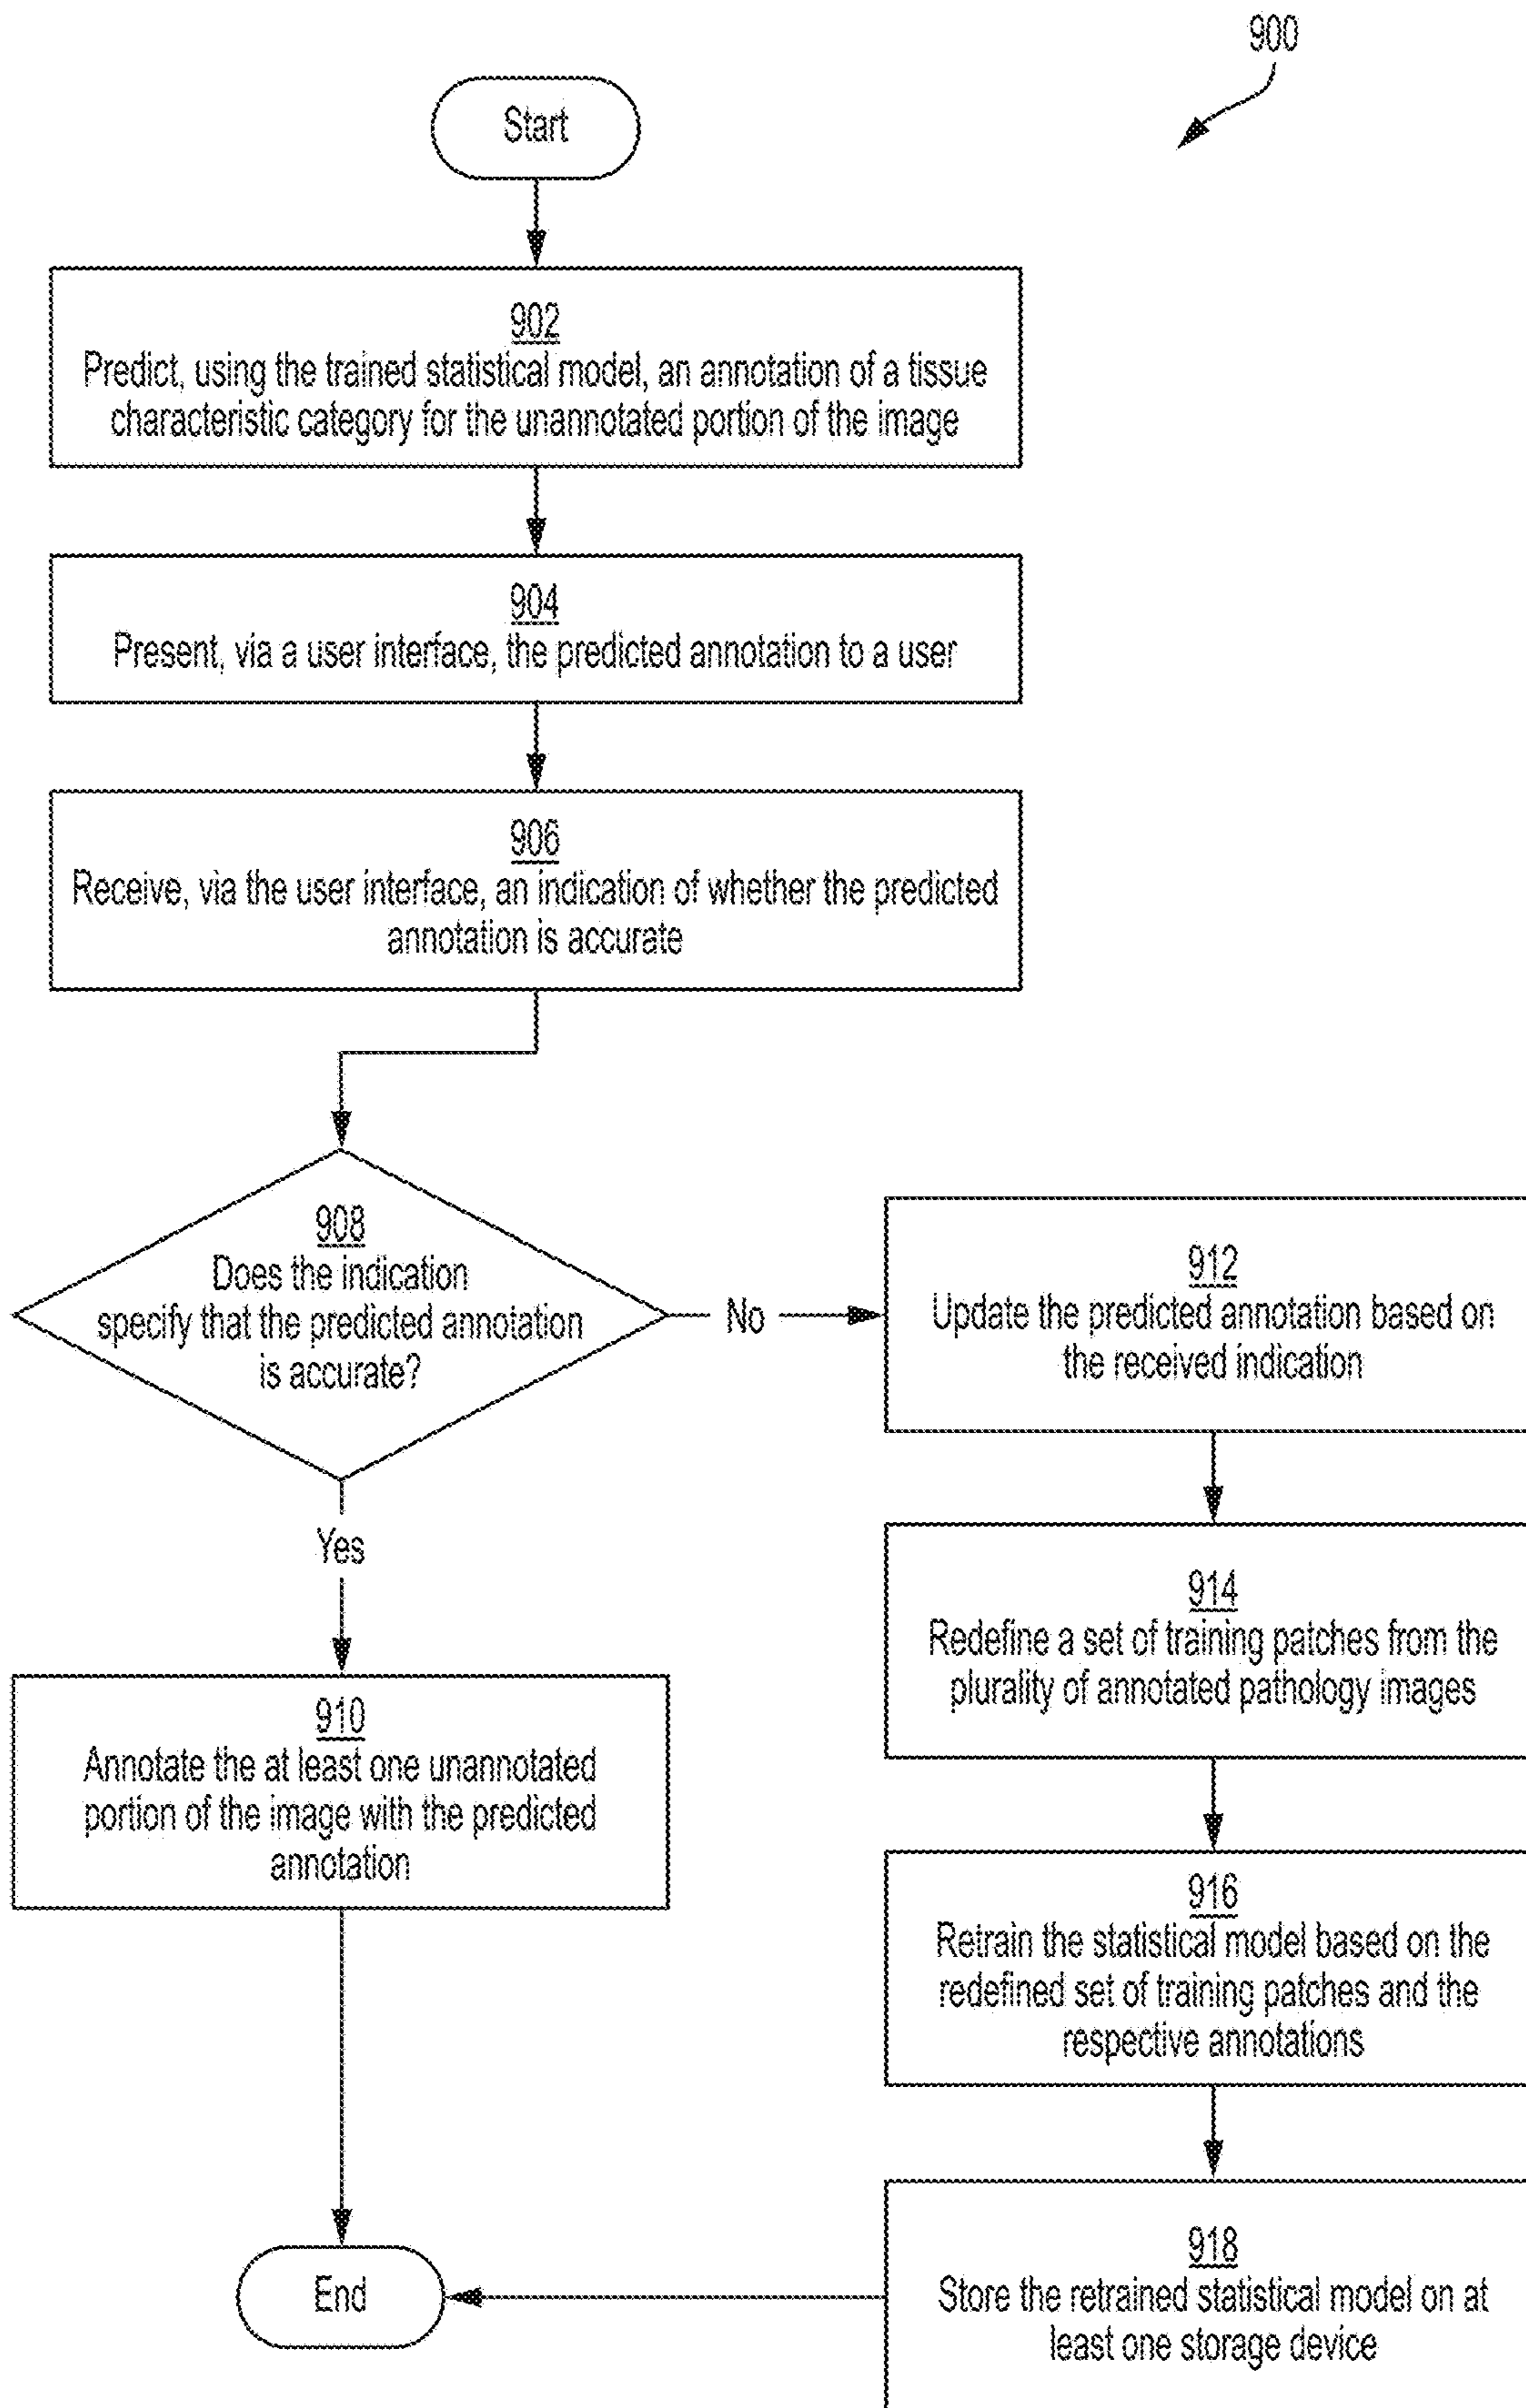 900
Start
902
Predict, using the trained statistical model, an annotation of a tissue
characteristic category for the unannotated portion of the image
904
Present, via a user interface, the predicted annotation to a user
906
Receive, via the user interface, an indication of whether the predicted
annotation is accurate
908
Does the indication
specify that the predicted annotation
is accurate?
No
912
Update the predicted annotation based on
the received indication
Yes
914
Redefine a set of training patches from the
plurality of annotated pathology images
910
Annotate the at least one unannotated
portion of the image with the predicted
annotation
916
Retrain the statistical model based on the
redefined set of training patches and the
respective annotations
End
918
Store the retrained statistical model on at
least one storage device